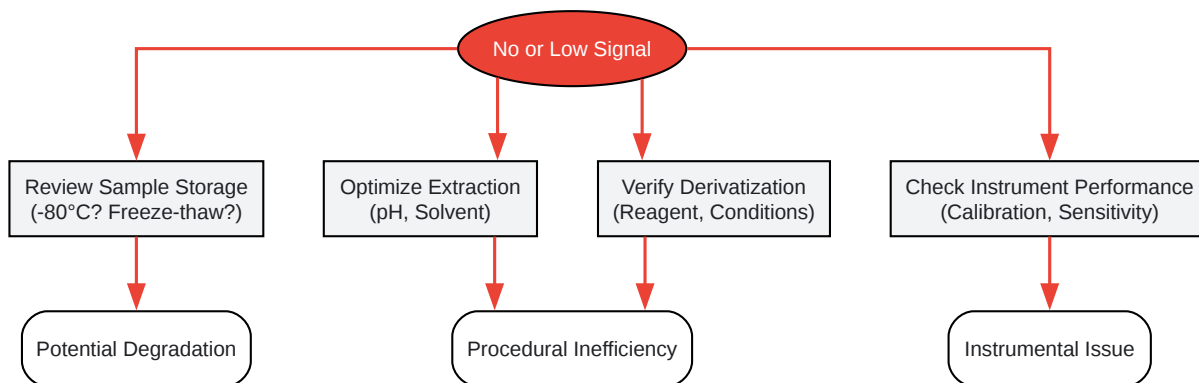 No or Low Signal
Review Sample Storage
(-80°C? Freeze-thaw?)
Optimize Extraction
(pH, Solvent)
Verify Derivatization
(Reagent, Conditions)
Check Instrument Performance
(Calibration, Sensitivity)
Potential Degradation
Procedural Inefficiency
Instrumental Issue